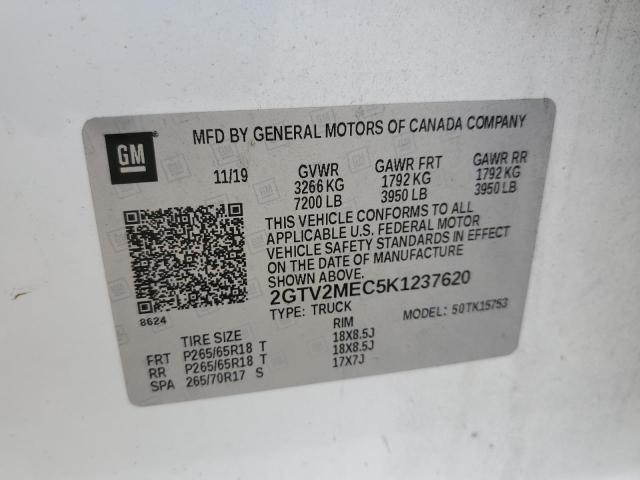 GM
MFD BY GENERAL MOTORS OF CANADA COMPANY
11/19 GVWR GAWR FRT GAWR RR
3266 KG 1792 KG 1792 KG
7200 LB 3950 LB 3950 LB
THIS VEHICLE CONFORMS TO ALL
APPLICABLE U.S. FEDERAL MOTOR
VEHICLE SAFETY STANDARDS IN EFFECT
ON THE DATE OF MANUFACTURE
SHOWN ABOVE.
2GTV2MEC5K1237620
8624
TYPE: TRUCK MODEL: 50TK15753
TIRE SIZE RIM
FRT P265/65R18 T 18X8.5J
RR P265/65R18 T 18X8.5J
SPA 265/70R17 S 17X7J